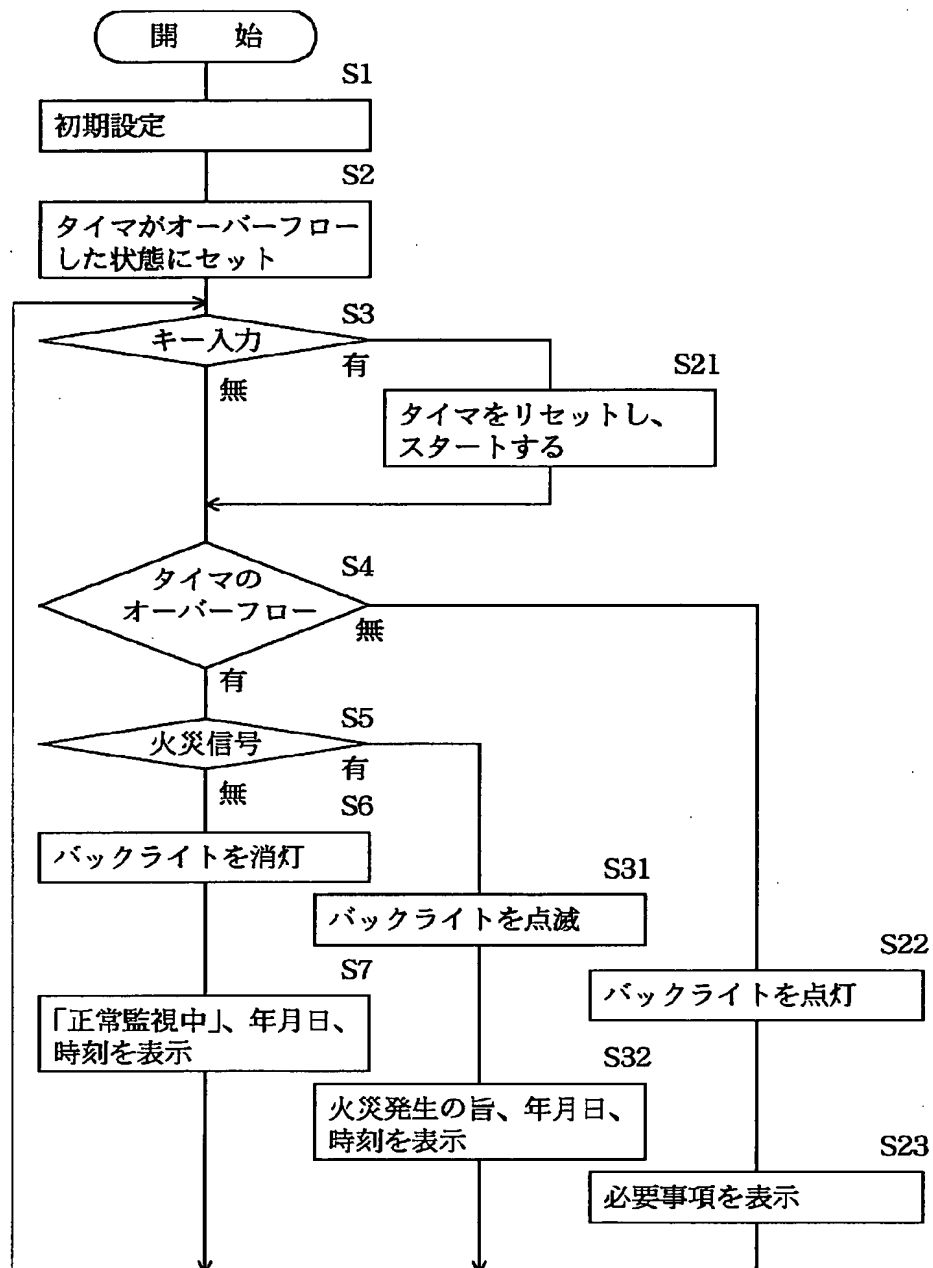 開　始
S1
初期設定
S2
タイマがオーバーフロー
した状態にセット
S3
キー入力
有
無
S21
タイマをリセットし、
スタートする
S4
タイマの
オーバーフロー
無
有
S5
火災信号
有
無
S6
バックライトを消灯
S31
バックライトを点滅
S22
バックライトを点灯
S7
「正常監視中」、年月日、
時刻を表示
S32
火災発生の旨、年月日、
時刻を表示
S23
必要事項を表示